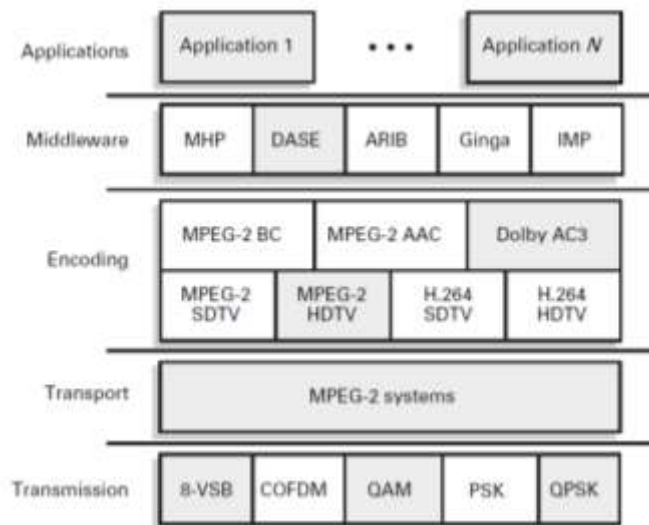 Applications
Application 1
• • •
Application N
Middleware
MHP
DASE
ARIB
Ginga
IMP
Encoding
MPEG-2 BC
MPEG-2 AAC
Dolby AC3
MPEG-2
SDTV
MPEG-2
HDTV
H.264
SDTV
H.264
HDTV
Transport
MPEG-2 systems
Transmission
8-VSB
COFDM
QAM
PSK
QPSK